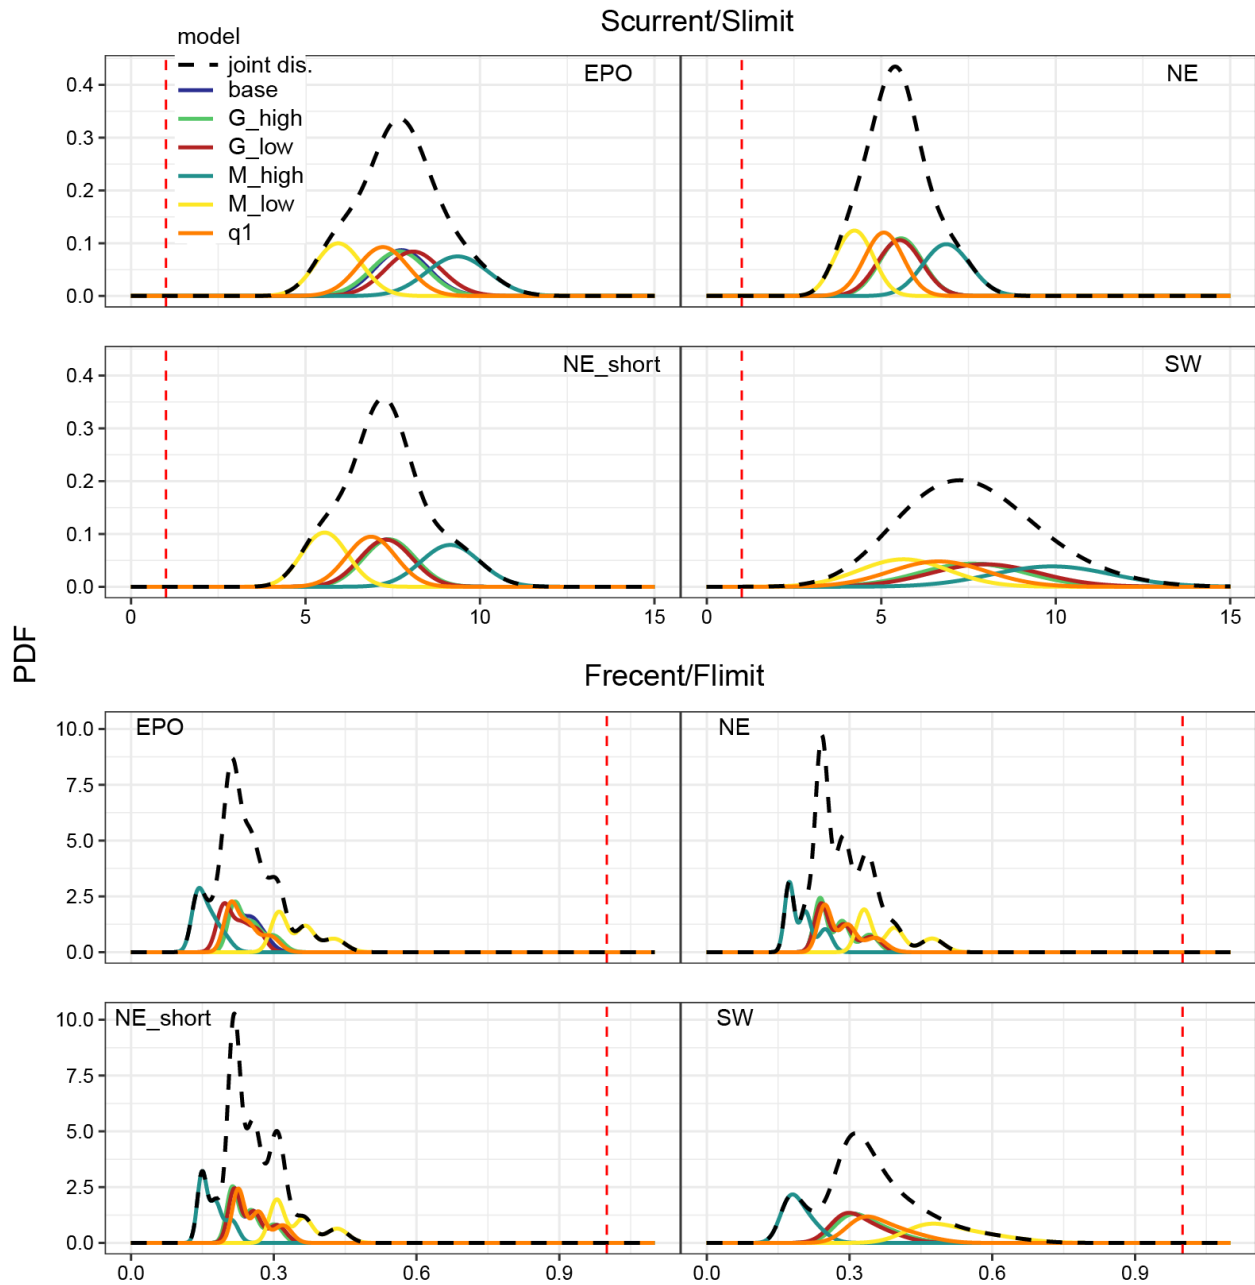 Scurrent/Slimit
model
joint dis.
base
G_high
G_low
M_high
M_low
q1
EPO
NE
0.4
0.3
0.2
0.1
0.0
NE_short
SW
0.4
0.3
0.2
0.1
0.0
0 5 10 15 0 5 10 15
PDF
Frecent/Flimit
EPO
NE
10.0
7.5
5.0
2.5
0.0
NE_short
SW
10.0
7.5
5.0
2.5
0.0
0.0 0.3 0.6 0.9 0.0 0.3 0.6 0.9